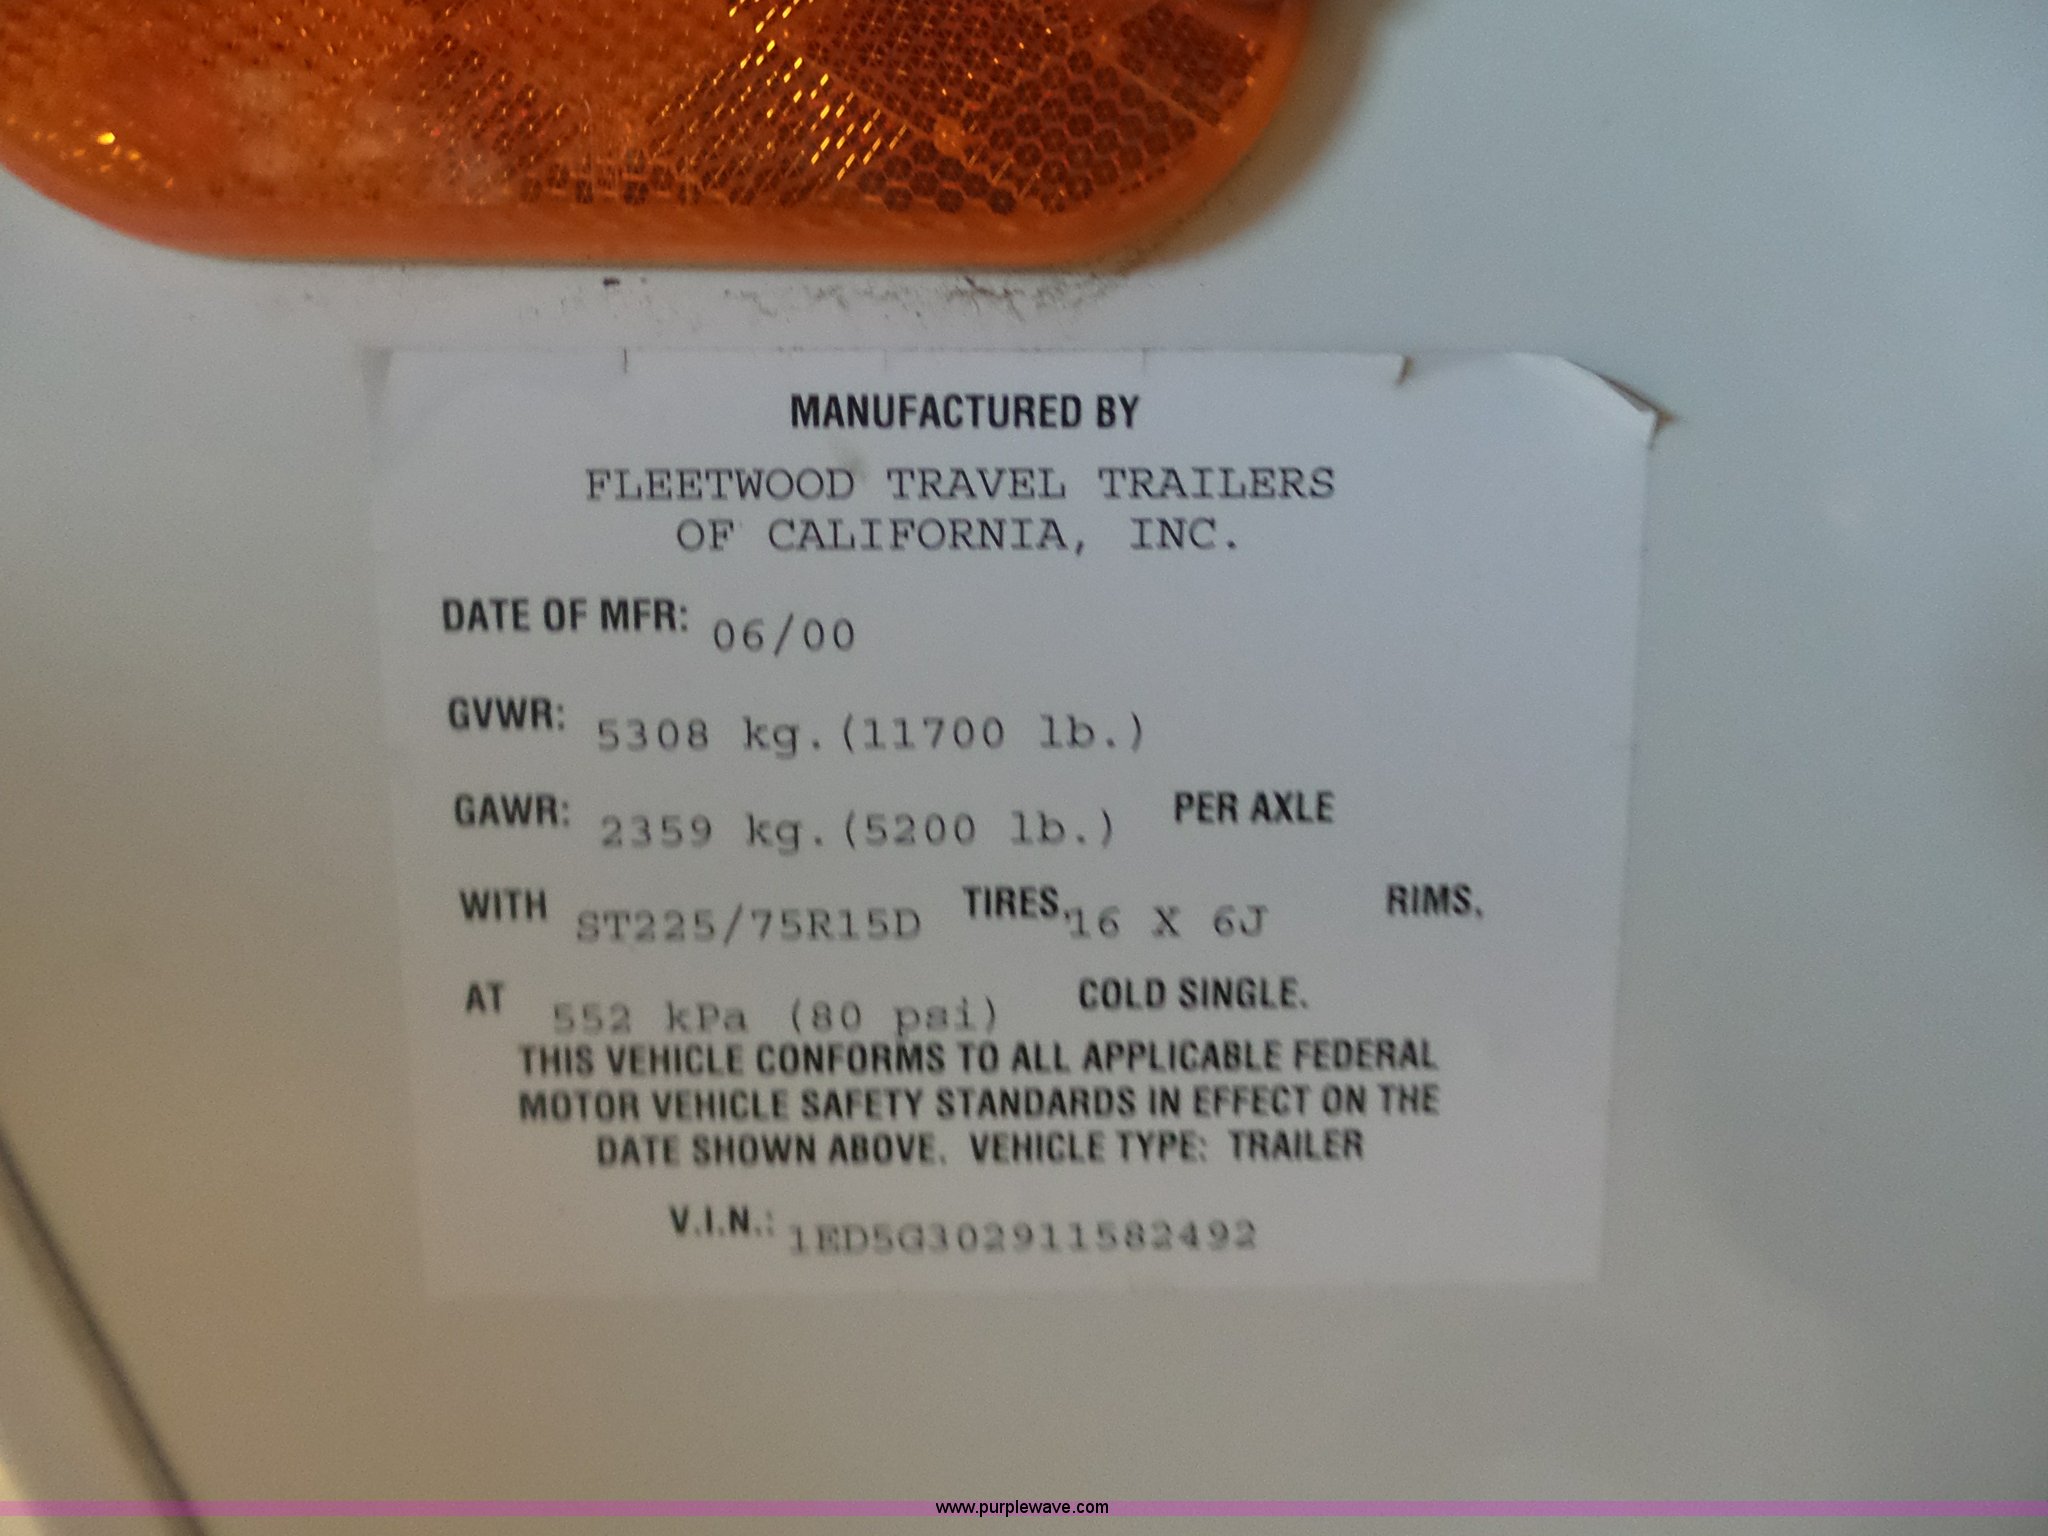 MANUFACTURED BY
FLEETWOOD TRAVEL TRAILERS
OF CALIFORNIA, INC.
DATE OF MFR: 06/00
GVWR: 5308 kg.(11700 lb.)
GAWR: 2359 kg.(5200 lb.) PER AXLE
WITH ST225/75R15D TIRES, 16 X 6J RIMS,
AT 552 kPa (80 psi) COLD SINGLE.
THIS VEHICLE CONFORMS TO ALL APPLICABLE FEDERAL
MOTOR VEHICLE SAFETY STANDARDS IN EFFECT ON THE
DATE SHOWN ABOVE. VEHICLE TYPE: TRAILER
V.I.N.: 1ED5G302911582492
www.purplewave.com